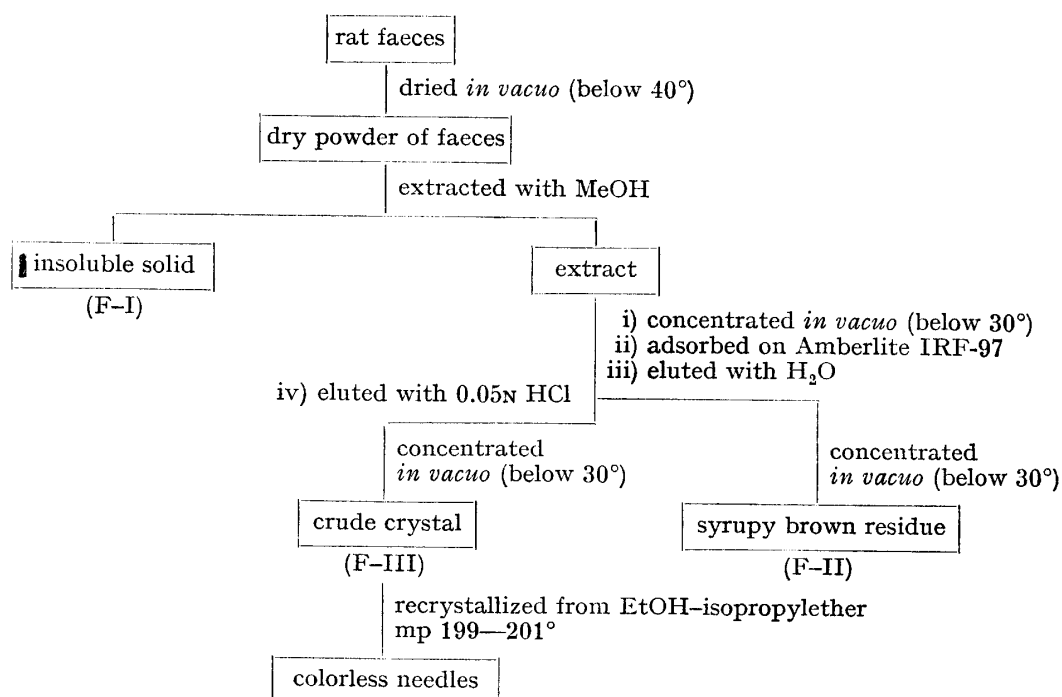 rat faeces
dried in vacuo (below 40°)
dry powder of faeces
extracted with MeOH
insoluble solid
(F–I)
extract
i) concentrated in vacuo (below 30°)
ii) adsorbed on Amberlite IRF-97
iii) eluted with H₂O
iv) eluted with 0.05N HCl
concentrated
in vacuo (below 30°)
crude crystal
(F–III)
concentrated
in vacuo (below 30°)
syrupy brown residue
(F–II)
recrystallized from EtOH–isopropylether
mp 199—201°
colorless needles